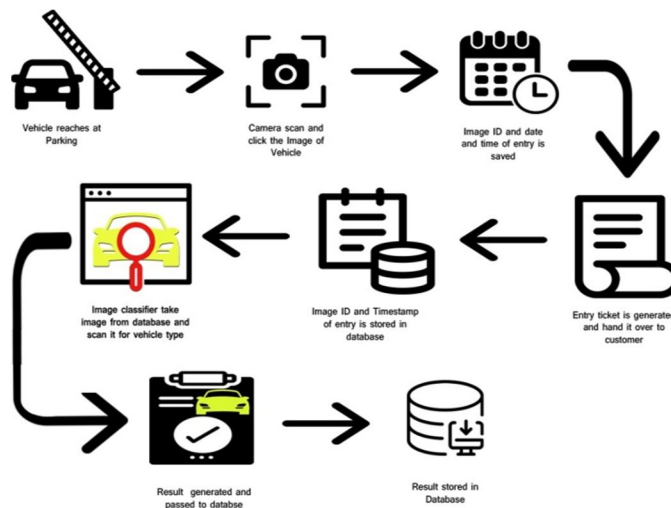 Vehicle reaches at
Parking
Camera scan and
click the Image of
Vehicle
Image ID and date
and time of entry is
saved
Entry ticket is generated
and hand it over to
customer
Image ID and Timestamp
of entry is stored in
database
Image classifier take
image from database and
scan it for vehicle type
Result generated and
passed to databse
Result stored in
Database